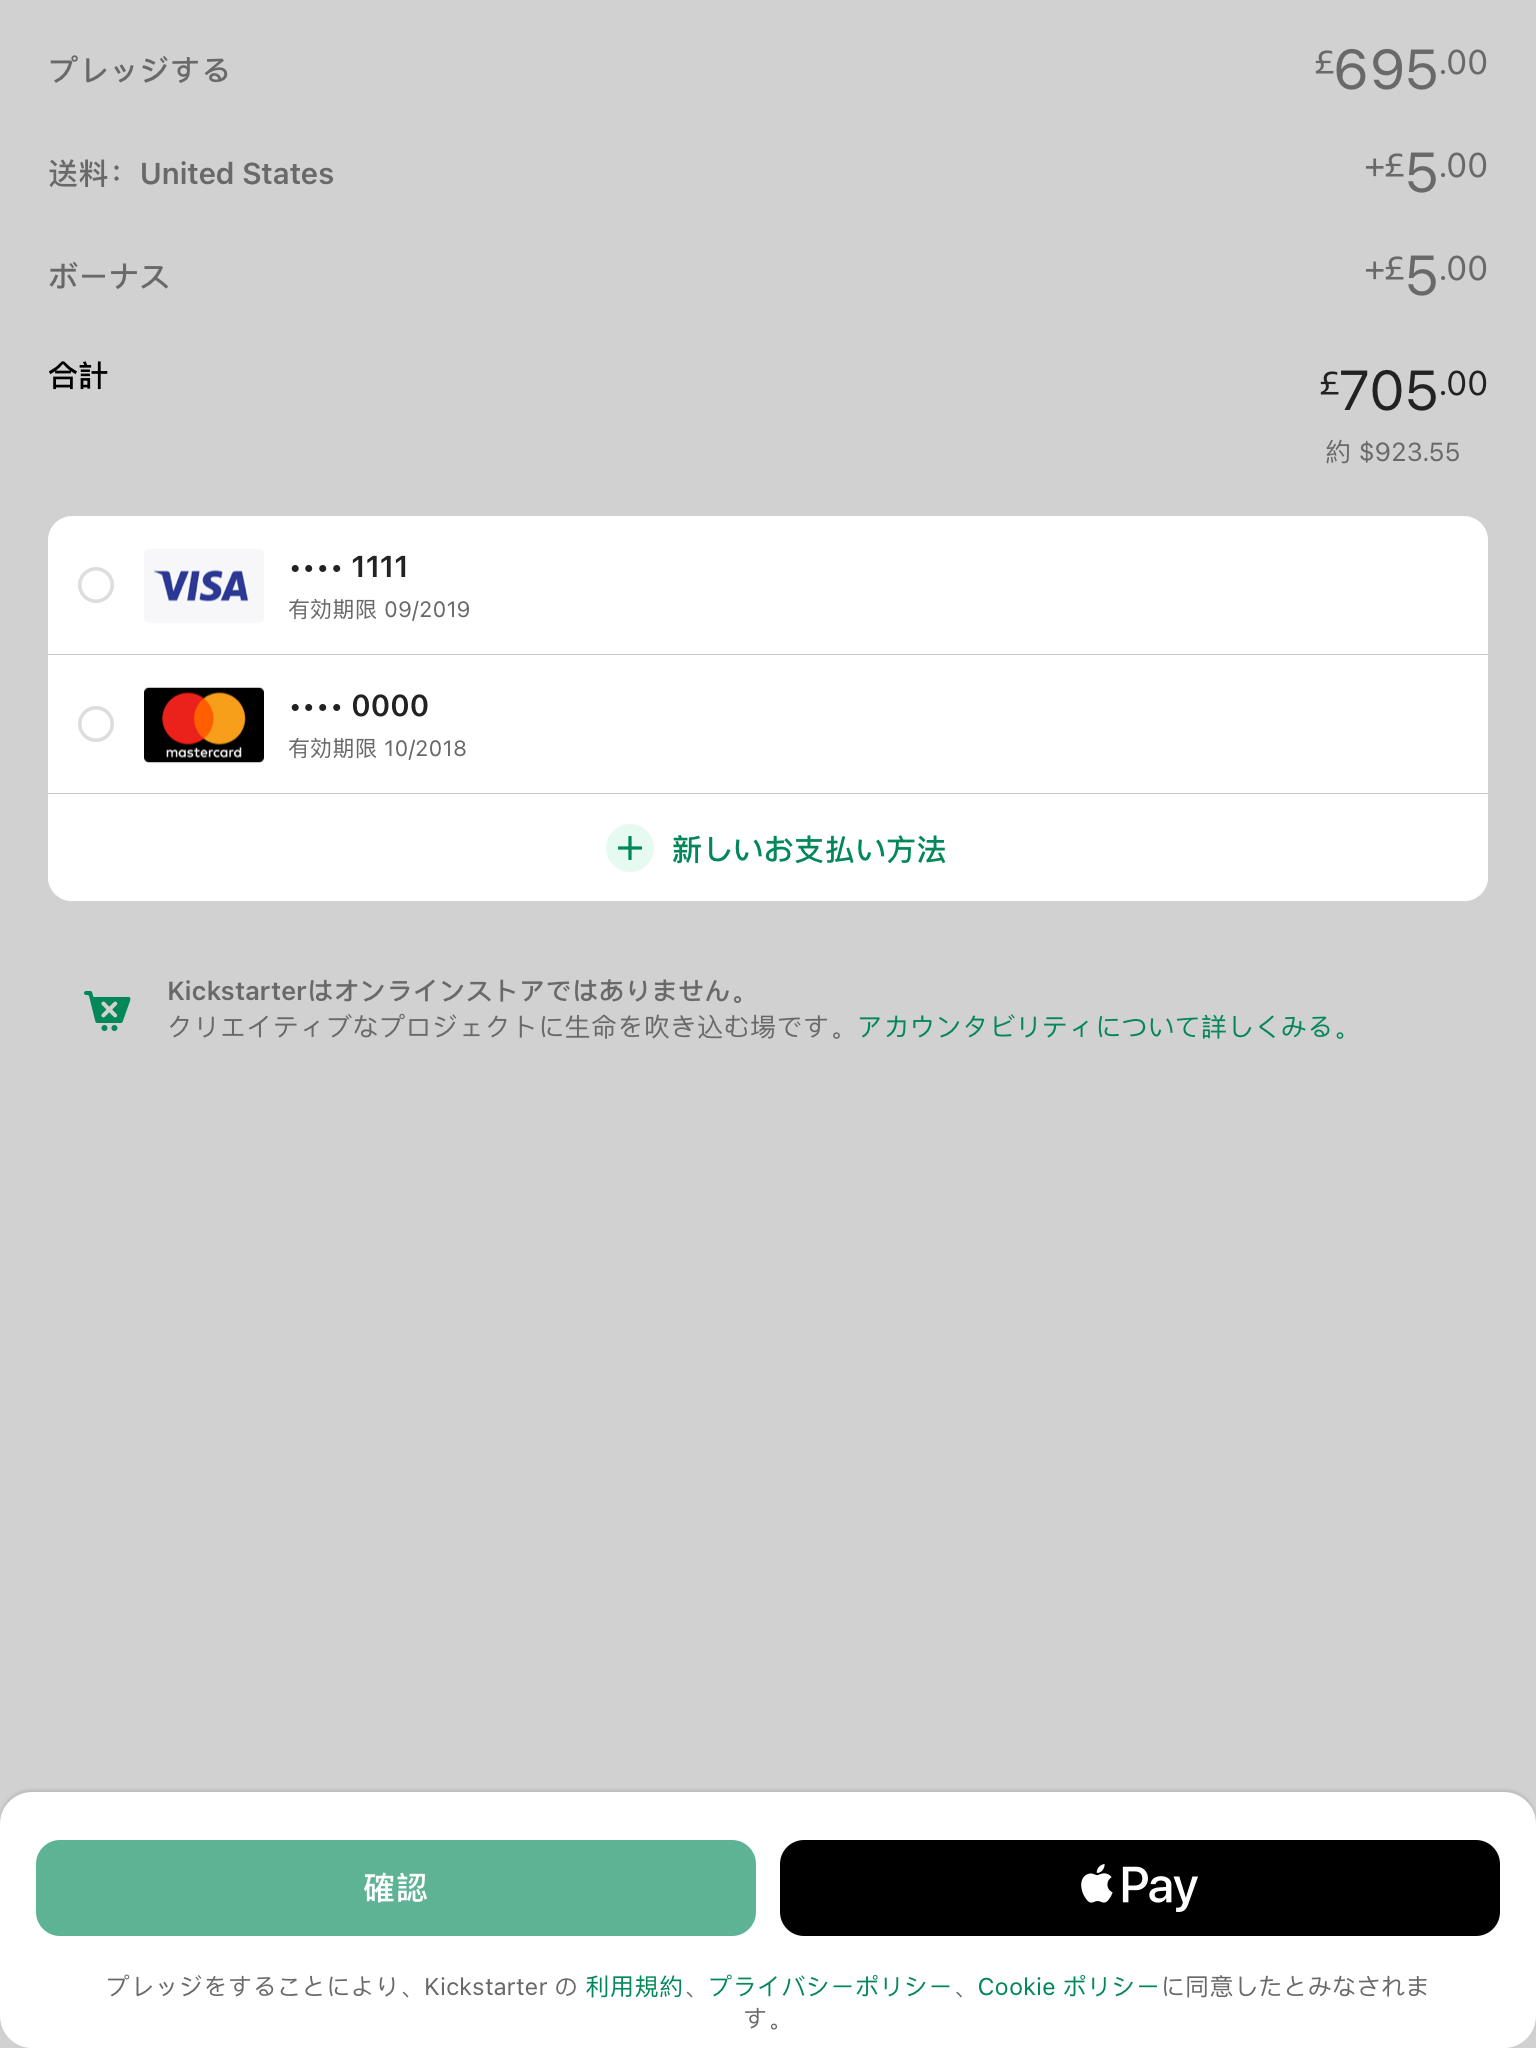 プレッジする £695.00
送料： United States +£5.00
ボーナス +£5.00
合計 £705.00
約 $923.55
VISA •••• 1111
有効期限 09/2019
mastercard •••• 0000
有効期限 10/2018
+ 新しいお支払い方法
Kickstarterはオンラインストアではありません。
クリエイティブなプロジェクトに生命を吹き込む場です。アカウンタビリティについて詳しくみる。
確認 Pay
プレッジをすることにより、Kickstarter の 利用規約、プライバシーポリシー、Cookie ポリシーに同意したとみなされま
す。